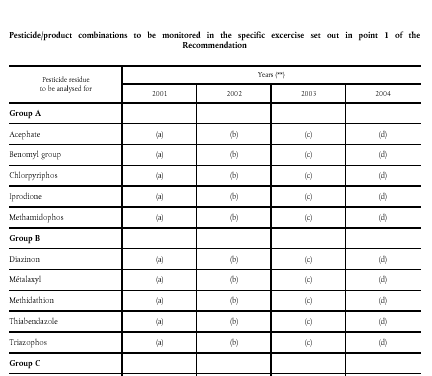 Pesticide/product combinations to be monitored in the specific excercise set out in point 1 of the
Recommendation
Pesticide residue
to be analysed for
Years (**)
2001 2002 2003 2004
Group A
Acephate (a) (b) (c) (d)
Benomyl group (a) (b) (c) (d)
Chlorpyriphos (a) (b) (c) (d)
Iprodione (a) (b) (c) (d)
Methamidophos (a) (b) (c) (d)
Group B
Diazinon (a) (b) (c) (d)
Métalaxyl (a) (b) (c) (d)
Methidathion (a) (b) (c) (d)
Thiabendazole (a) (b) (c) (d)
Triazophos (a) (b) (c) (d)
Group C